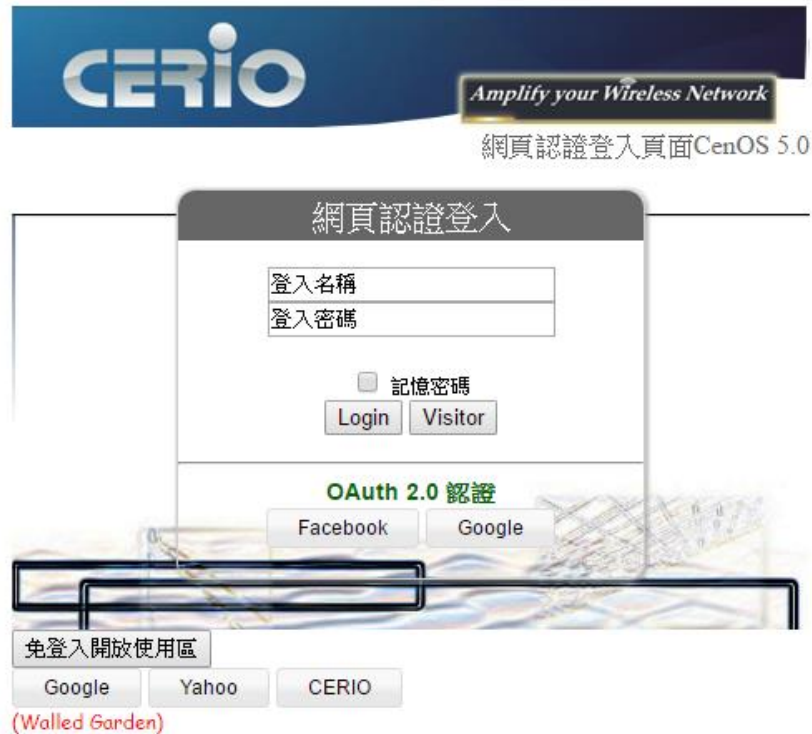 CERIO
Amplify your Wireless Network
網頁認證登入頁面CenOS 5.0
網頁認證登入
登入名稱
登入密碼
記憶密碼
Login Visitor
OAuth 2.0 認證
Facebook Google
免登入開放使用區
Google Yahoo CERIO
(Walled Garden)